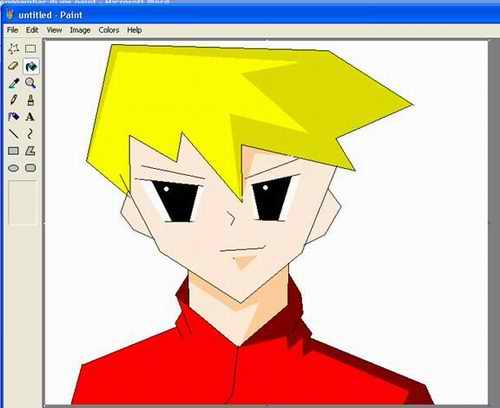 untitled - Paint
File Edit View Image Colors Help
A